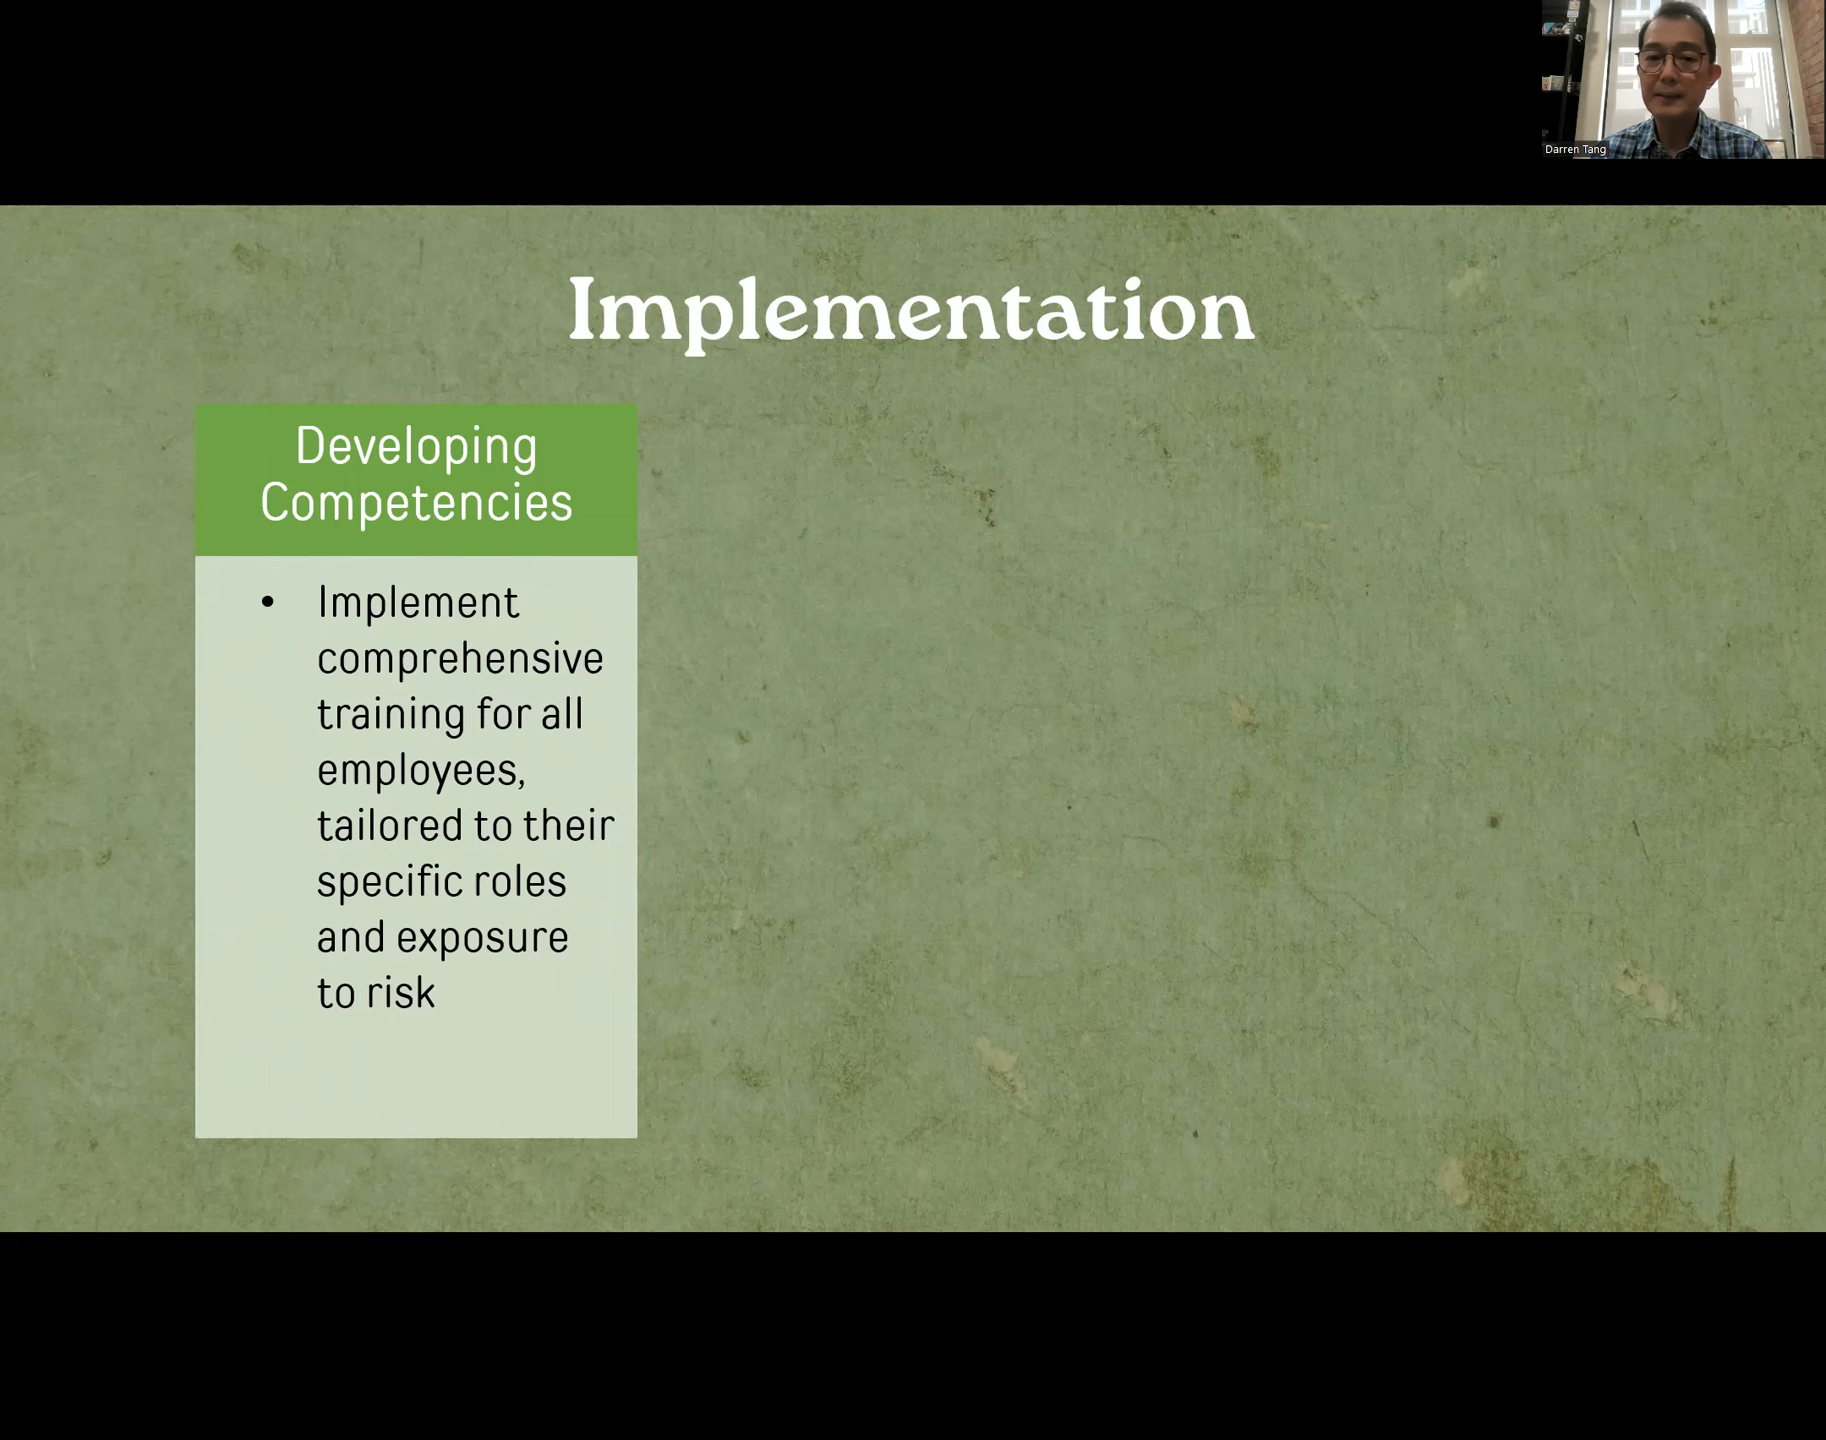 Darren Tang
Implementation
Developing
Competencies
• Implement
comprehensive
training for all
employees,
tailored to their
specific roles
and exposure
to risk